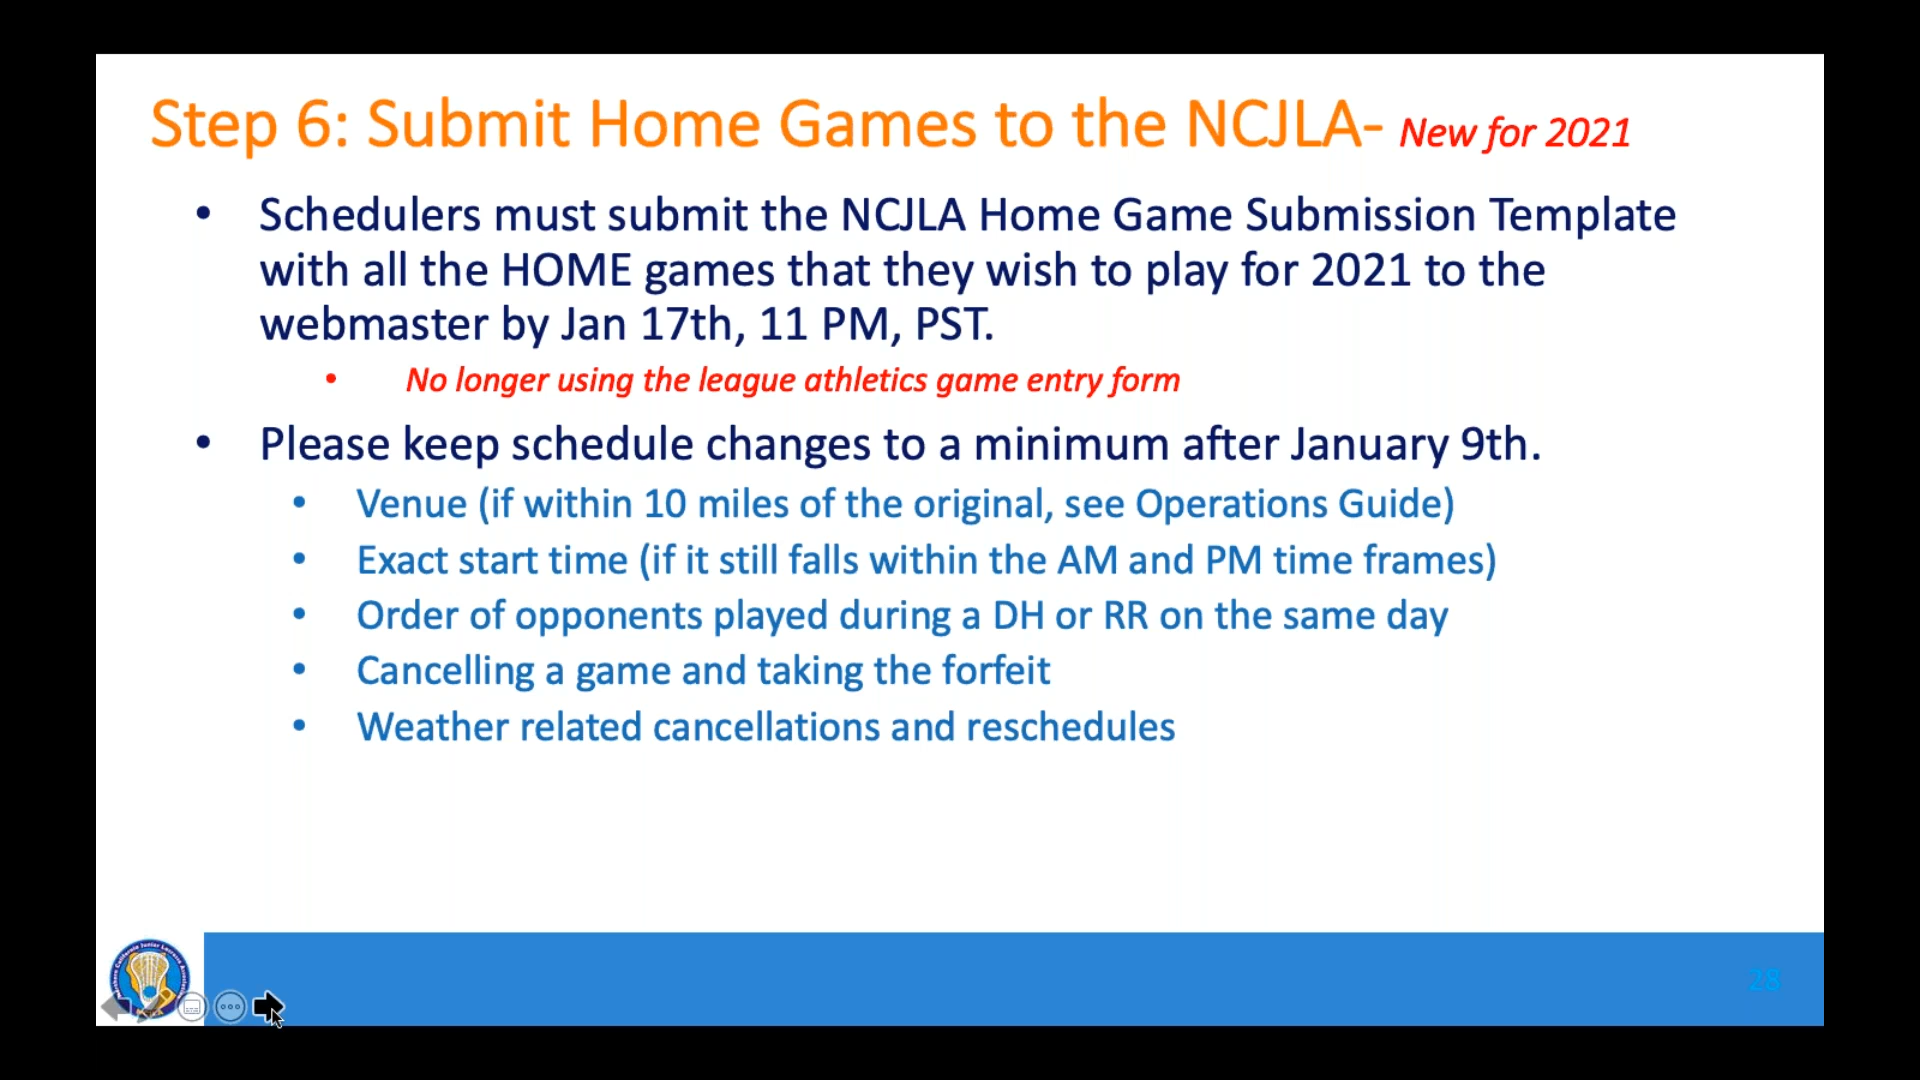 Step 6: Submit Home Games to the NCJLA- New for 2021
• Schedulers must submit the NCJLA Home Game Submission Template
with all the HOME games that they wish to play for 2021 to the
webmaster by Jan 17th, 11 PM, PST.
• No longer using the league athletics game entry form
• Please keep schedule changes to a minimum after January 9th.
• Venue (if within 10 miles of the original, see Operations Guide)
• Exact start time (if it still falls within the AM and PM time frames)
• Order of opponents played during a DH or RR on the same day
• Cancelling a game and taking the forfeit
• Weather related cancellations and reschedules
28